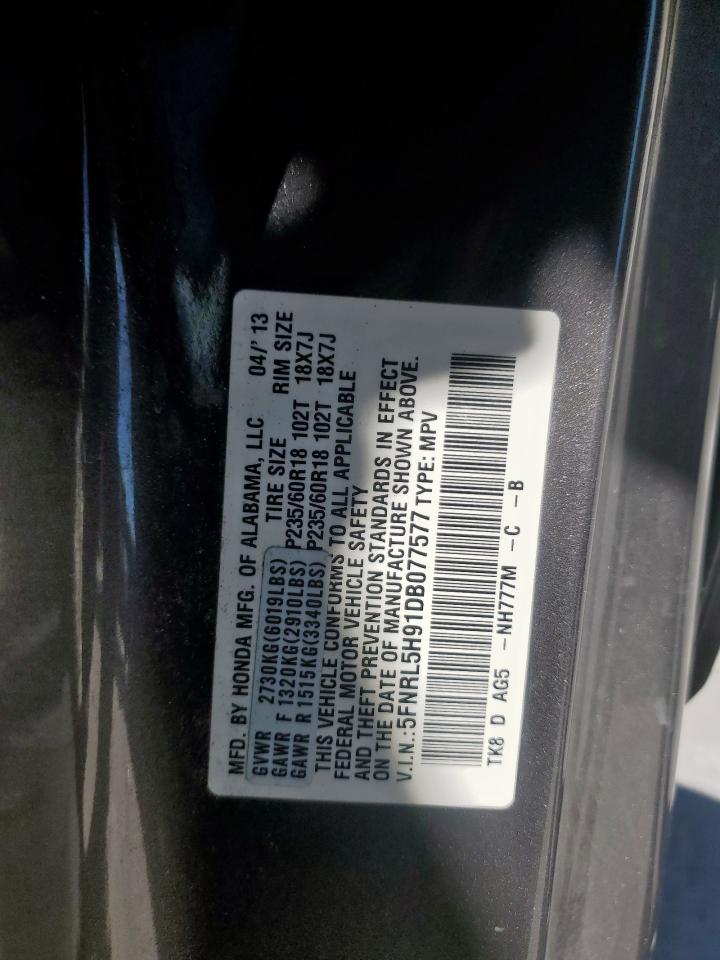 MFD. BY HONDA MFG. OF ALABAMA, LLC 04/'13
GVWR 2730KG(6019LBS) TIRE SIZE RIM SIZE
GAWR F 1320KG(2910LBS) P235/60R18 102T 18X7J
GAWR R 1515KG(3340LBS) P235/60R18 102T 18X7J
THIS VEHICLE CONFORMS TO ALL APPLICABLE
FEDERAL MOTOR VEHICLE SAFETY
AND THEFT PREVENTION STANDARDS IN EFFECT
ON THE DATE OF MANUFACTURE SHOWN ABOVE.
V.I.N.:5FNRL5H91DB077577 TYPE: MPV
TK8 D AG5 -NH777M -C -B